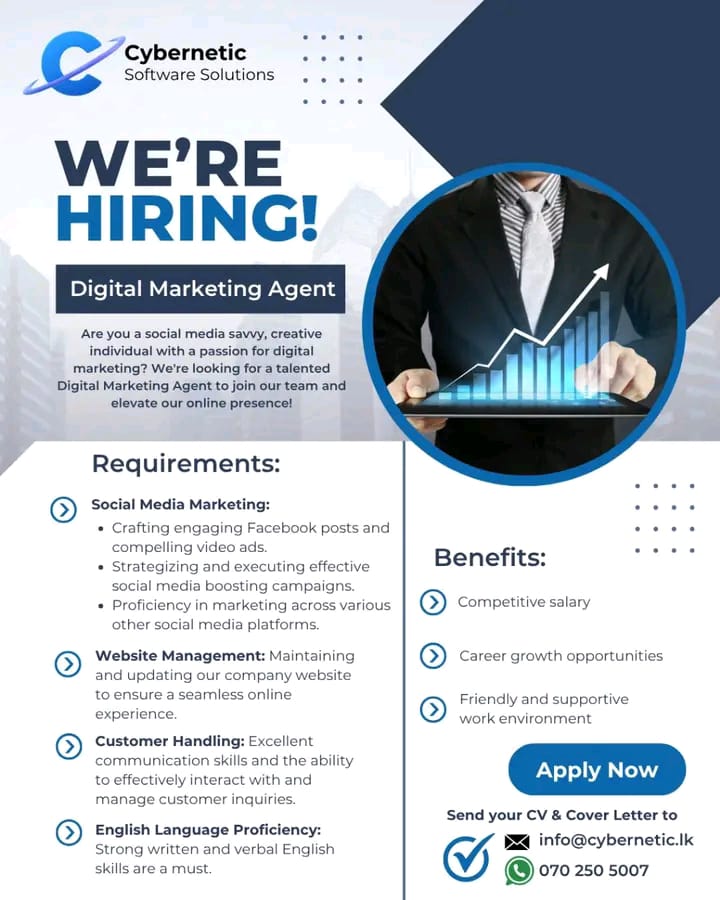 Cybernetic
Software Solutions
WE'RE
HIRING!
Digital Marketing Agent
Are you a social media savvy, creative
individual with a passion for digital
marketing? We're looking for a talented
Digital Marketing Agent to join our team and
elevate our online presence!
Requirements:
Social Media Marketing:
• Crafting engaging Facebook posts and
compelling video ads.
• Strategizing and executing effective
social media boosting campaigns.
• Proficiency in marketing across various
other social media platforms.
Website Management: Maintaining
and updating our company website
to ensure a seamless online
experience.
Customer Handling: Excellent
communication skills and the ability
to effectively interact with and
manage customer inquiries.
English Language Proficiency:
Strong written and verbal English
skills are a must.
Benefits:
Competitive salary
Career growth opportunities
Friendly and supportive
work environment
Apply Now
Send your CV & Cover Letter to
info@cybernetic.lk
070 250 5007